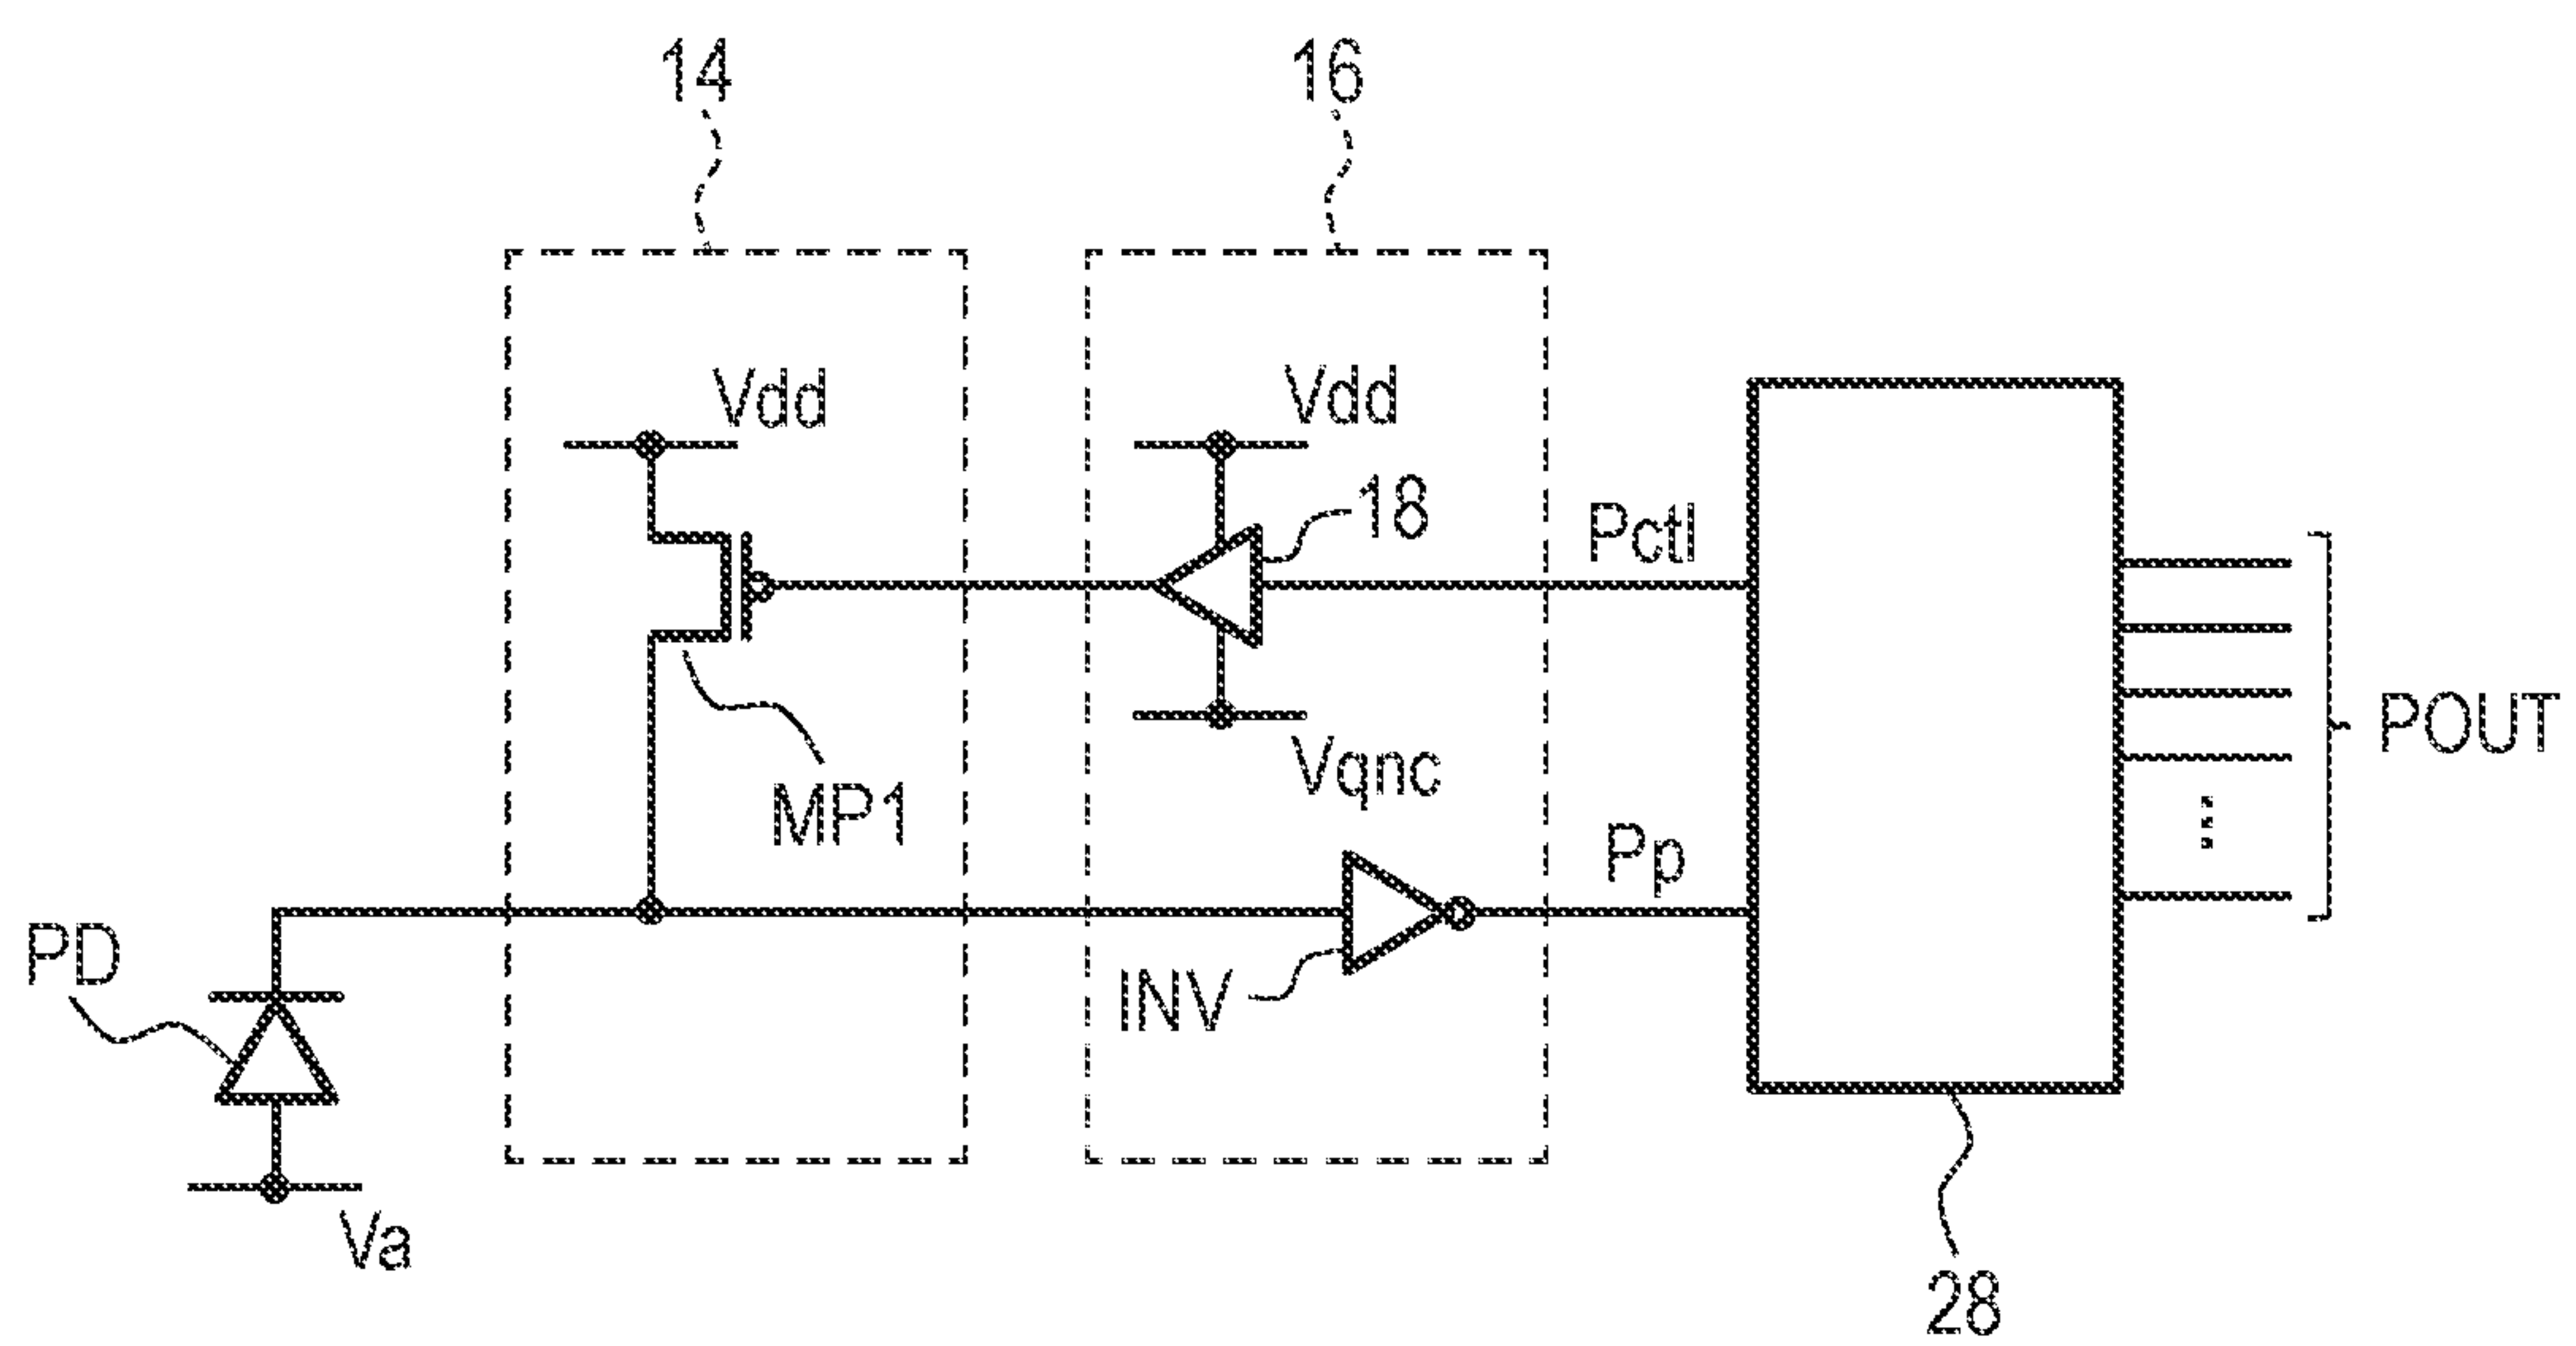 14
16
Vdd
Vdd
18
Pctl
POUT
Vqnc
MP1
Pp
PD
INV
Va
28